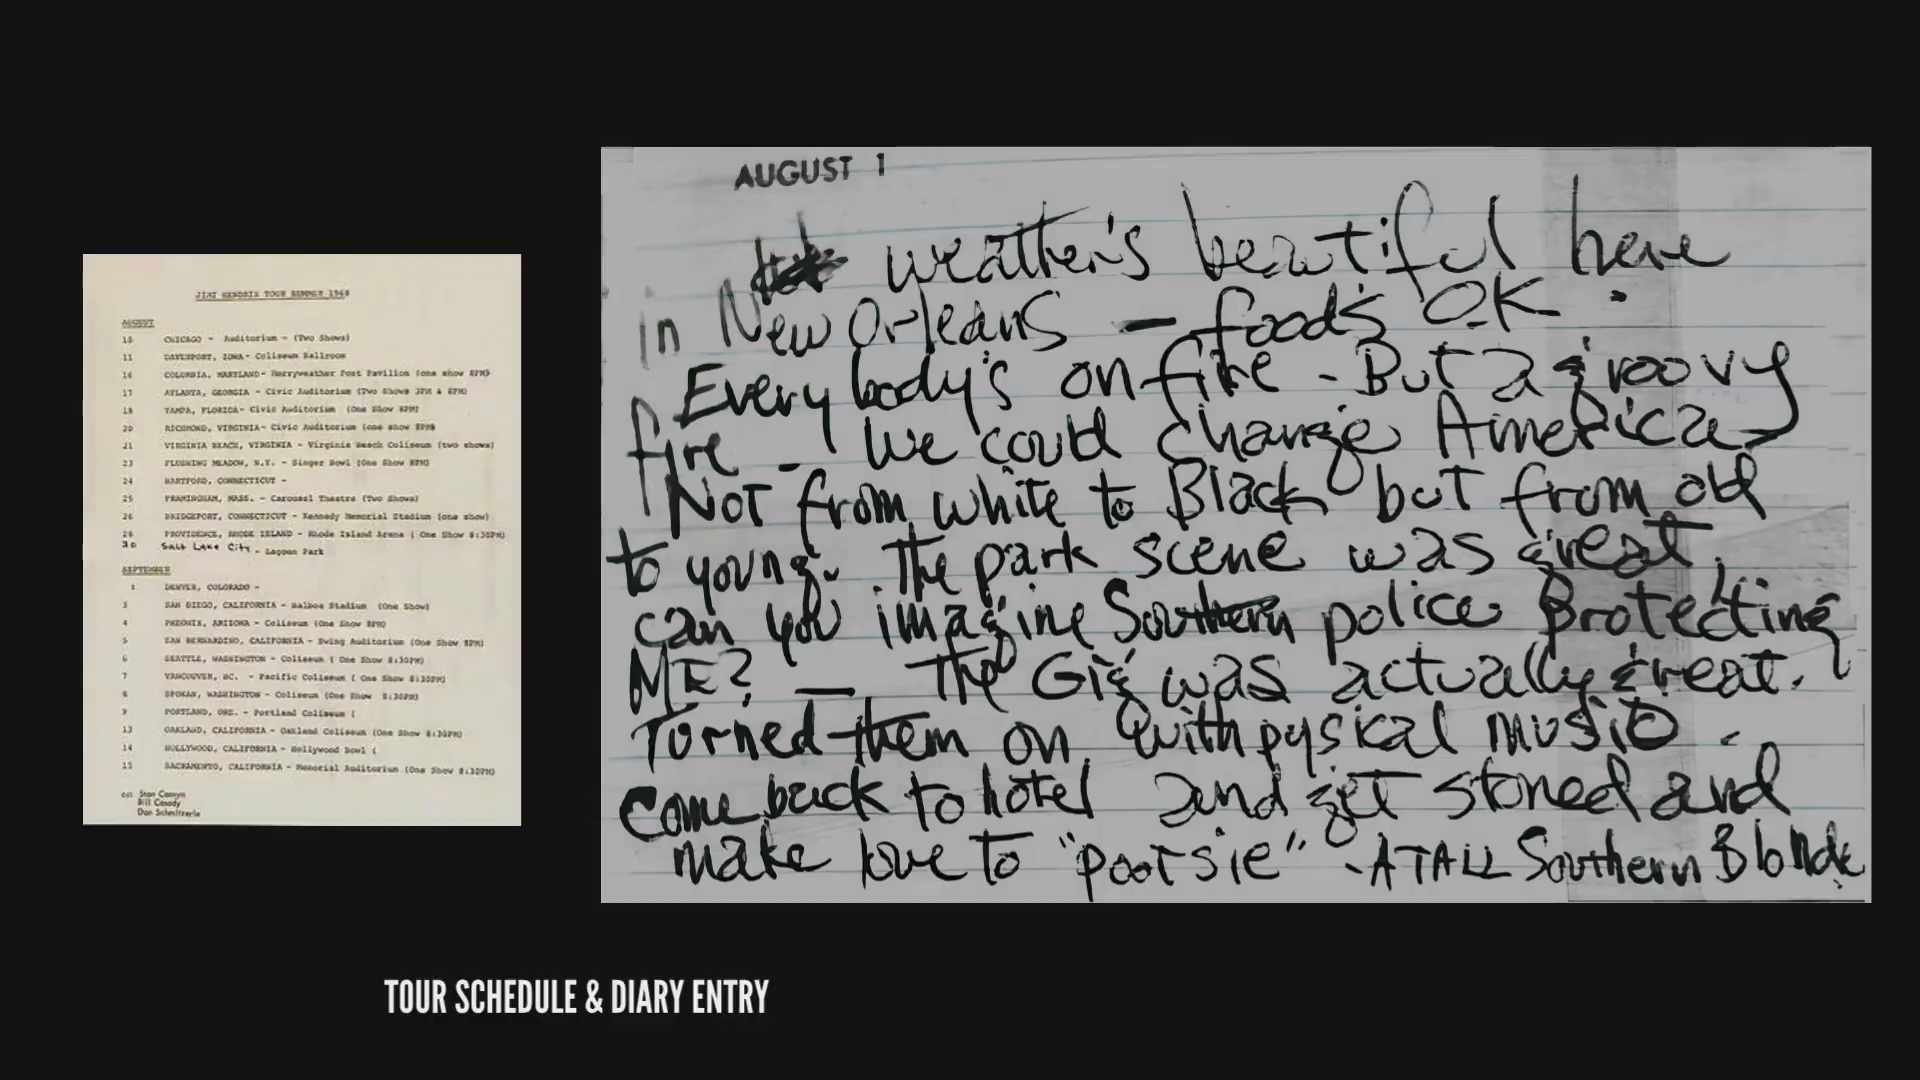 JIMI HENDRIX TOUR SUMMER 1968
AUGUST
10 CHICAGO - Auditorium - (Two Shows)
11 DAVENPORT, IOWA- Coliseum Ballroom
16 COLUMBIA, MARYLAND- Merryweather Post Pavilion (one show 8PM)
17 ATLANTA, GEORGIA - Civic Auditorium (Two Shows 3PM & 8PM)
18 TAMPA, FLORIDA- Civic Auditorium (One Show 8PM)
20 RICHMOND, VIRGINIA- Civic Auditorium (one show 8PM)
21 VIRGINIA BEACH, VIRGINIA - Virginia Beach Coliseum (two shows)
23 FLUSHING MEADOW, N.Y. - Singer Bowl (One Show 8PM)
24 HARTFORD, CONNECTICUT -
25 FRAMINGHAM, MASS. - Carousel Theatre (Two Shows)
26 BRIDGEPORT, CONNECTICUT - Kennedy Memorial Stadium (one show)
PROVIDENCE, RHODE ISLAND - Rhode Island Arena ( One Show 8:30PM)
30 Salt Lake City - Lagoon Park
SEPTEMBER
1 DENVER, COLORADO -
3 SAN DIEGO, CALIFORNIA - Balboa Stadium (One Show)
4 PHEONIX, ARIZONA - Coliseum (One Show 8PM)
5 SAN BERNARDINO, CALIFORNIA - Swing Auditorium (One Show 8PM)
6 SEATTLE, WASHINGTON - Coliseum ( One Show 8:30PM)
7 VANCOUVER, BC. - Pacific Coliseum ( One Show 8:30PM)
8 SPOKAN, WASHINGTON - Coliseum (One Show 8:30PM)
9 PORTLAND, ORE. - Portland Coliseum (
13 OAKLAND, CALIFORNIA - Oakland Coliseum (One Show 8:30PM)
14 HOLLYWOOD, CALIFORNIA - Hollywood Bowl (
15 SACRAMENTO, CALIFORNIA - Memorial Auditorium (One Show 8:30PM)
cc: Stan Cornyn
Bill Casady
Don Schmitzerle
AUGUST 1
weather's beautiful here
in New Orleans - food's OK.
Everybody's on fire - But a groovy
fire - We could change America
Not from white to Black but from old
to young. The park scene was great.
can you imagine Southern police Protecting
ME? — The Gig was actually great.
Turned them on with pysical music.
Come back to hotel and get stoned and
make love to "pootsie" - A TALL Southern Blonde
TOUR SCHEDULE & DIARY ENTRY